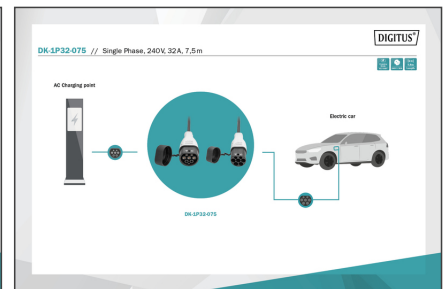 DIGITUS®
DK-1P32-075 // Single Phase, 240V, 32A, 7,5m
AC Charging point
Electric car
DK-1P32-075